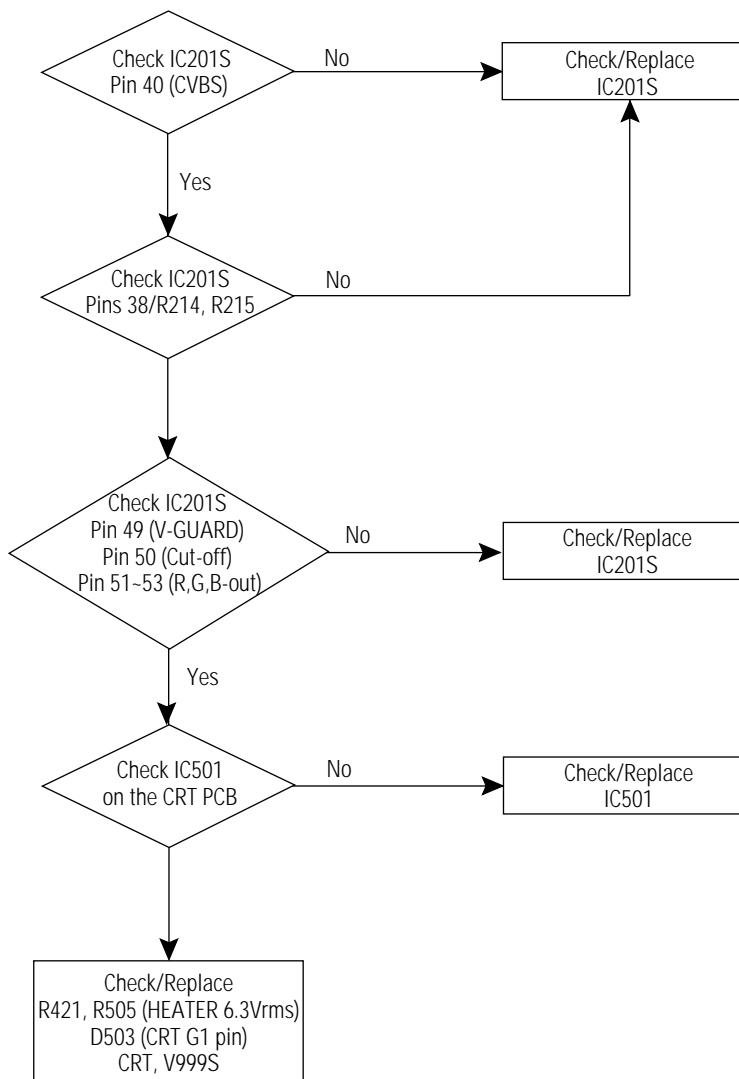 Check IC201S
Pin 40 (CVBS)
No
Check/Replace
IC201S
Yes
Check IC201S
Pins 38/R214, R215
No
Check IC201S
Pin 49 (V-GUARD)
Pin 50 (Cut-off)
Pin 51~53 (R,G,B-out)
No
Check/Replace
IC201S
Yes
Check IC501
on the CRT PCB
No
Check/Replace
IC501
Check/Replace
R421, R505 (HEATER 6.3Vrms)
D503 (CRT G1 pin)
CRT, V999S